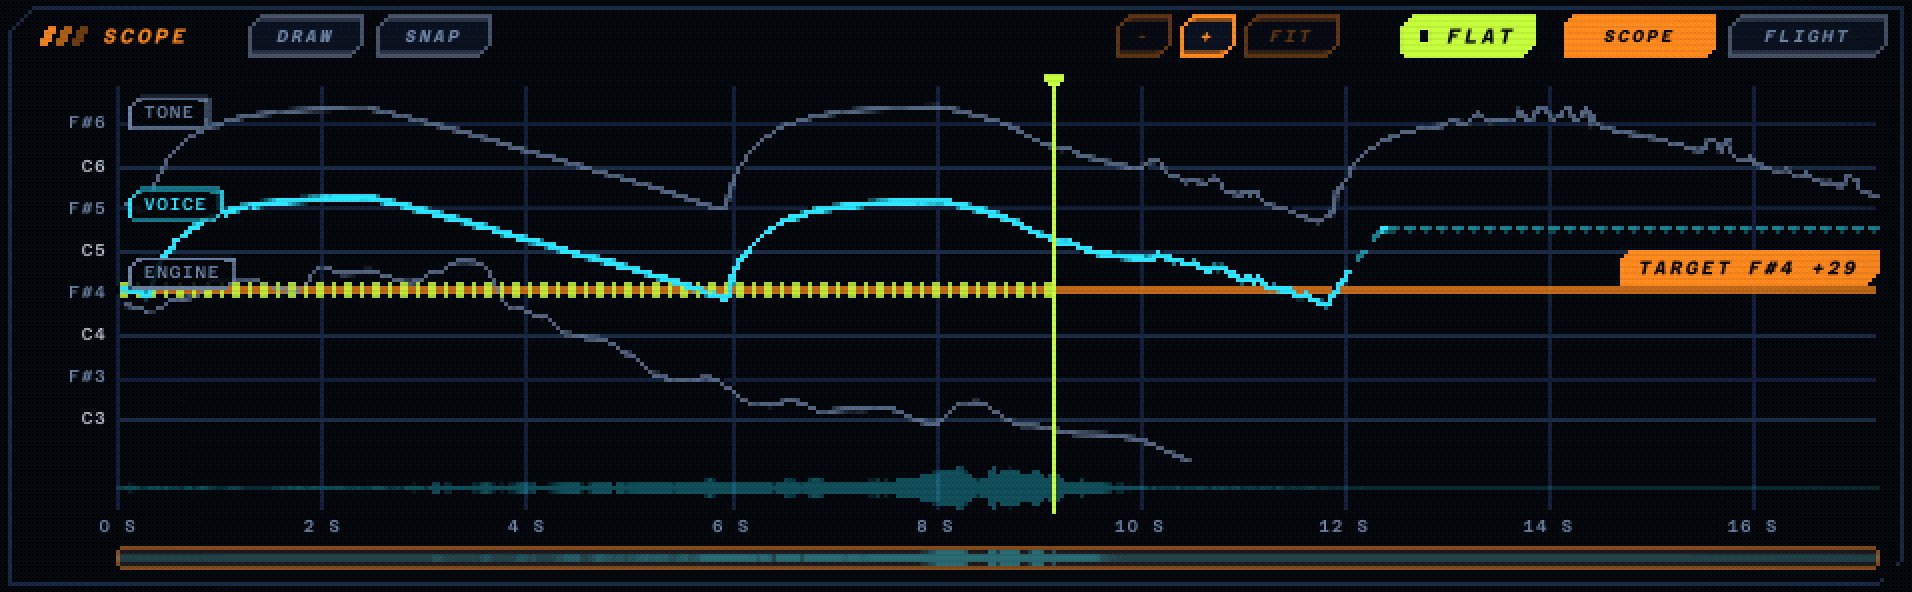 SCOPE DRAW SNAP - + FIT FLAT SCOPE FLIGHT
TONE
F#6
C6
VOICE
F#5
C5
ENGINE
TARGET F#4 +29
F#4
C4
F#3
C3
0 S 2 S 4 S 6 S 8 S 10 S 12 S 14 S 16 S